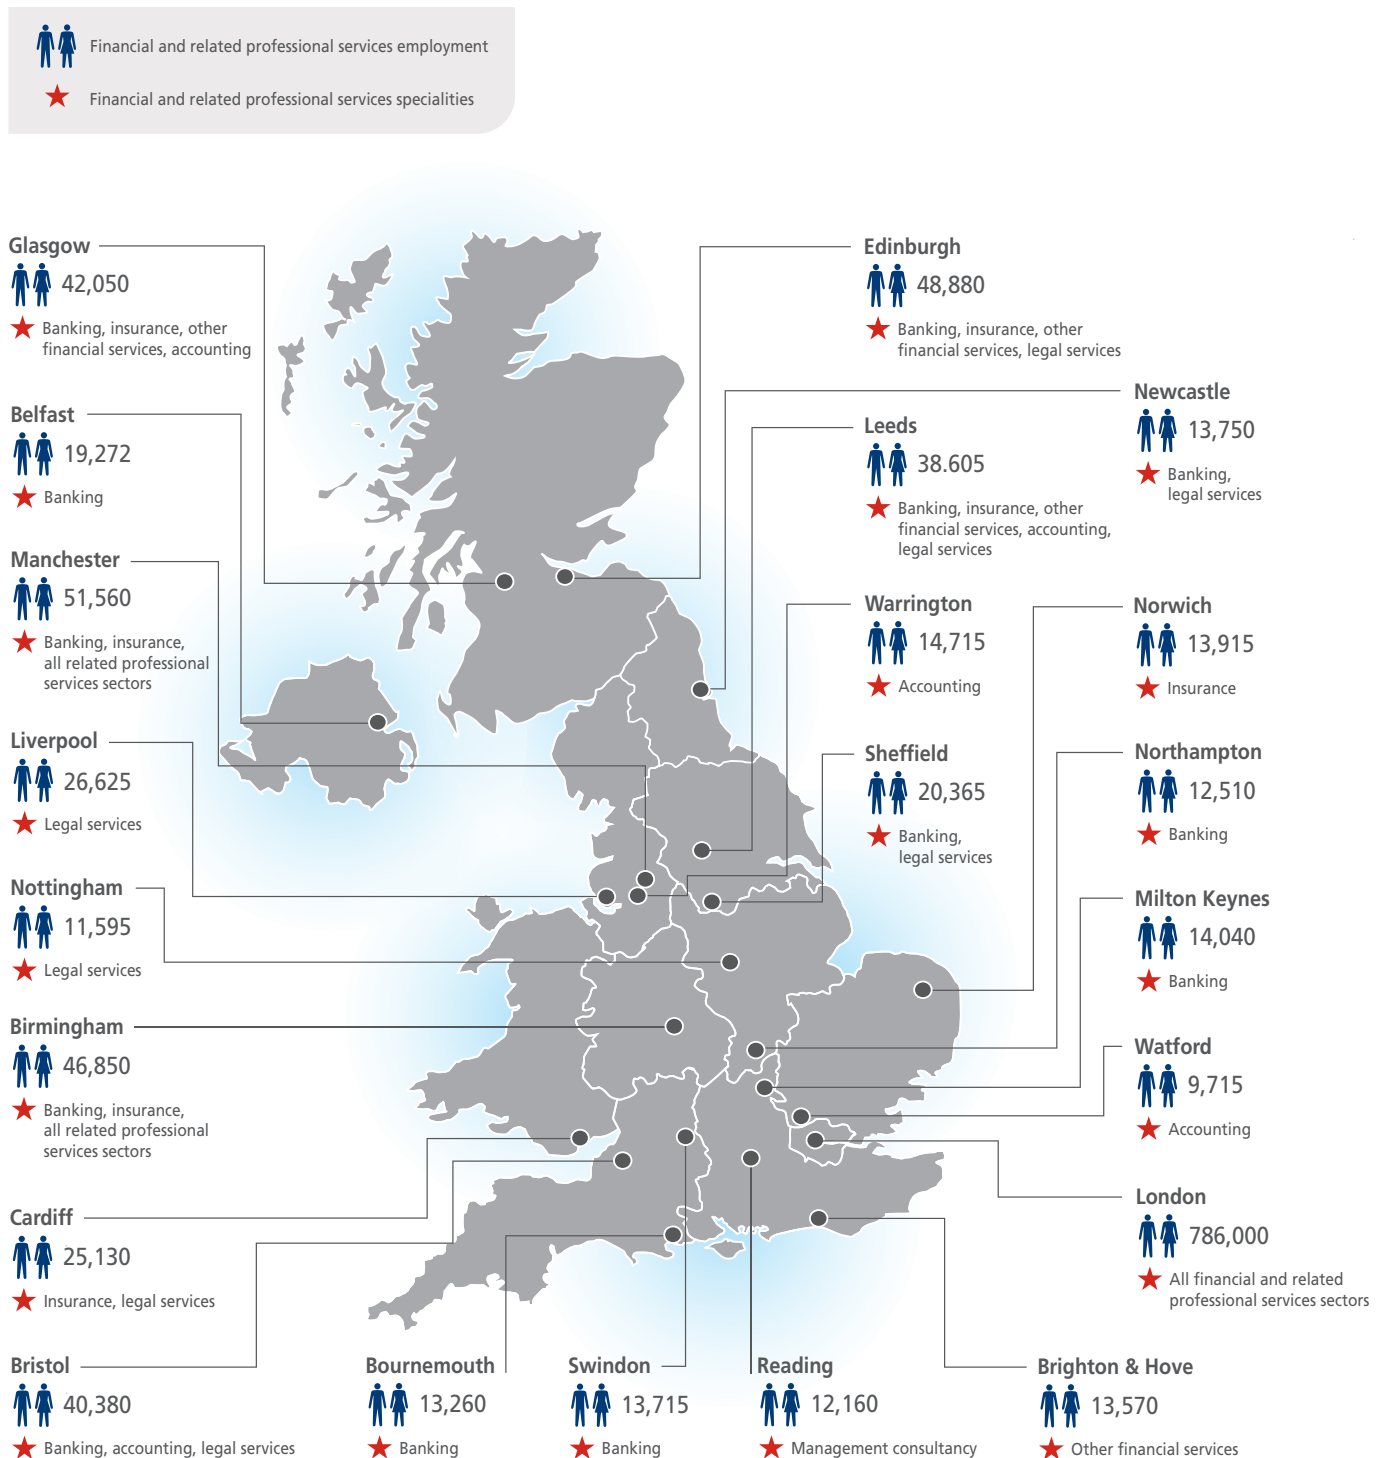 Financial and related professional services employment
Financial and related professional services specialities
Glasgow
42,050
Banking, insurance, other
financial services, accounting
Belfast
19,272
Banking
Manchester
51,560
Banking, insurance,
all related professional
services sectors
Liverpool
26,625
Legal services
Nottingham
11,595
Legal services
Birmingham
46,850
Banking, insurance,
all related professional
services sectors
Cardiff
25,130
Insurance, legal services
Bristol
40,380
Banking, accounting, legal services
Edinburgh
48,880
Banking, insurance, other
financial services, legal services
Leeds
38.605
Banking, insurance, other
financial services, accounting,
legal services
Warrington
14,715
Accounting
Sheffield
20,365
Banking,
legal services
Newcastle
13,750
Banking,
legal services
Norwich
13,915
Insurance
Northampton
12,510
Banking
Milton Keynes
14,040
Banking
Watford
9,715
Accounting
London
786,000
All financial and related
professional services sectors
Bournemouth
13,260
Banking
Swindon
13,715
Banking
Reading
12,160
Management consultancy
Brighton & Hove
13,570
Other financial services